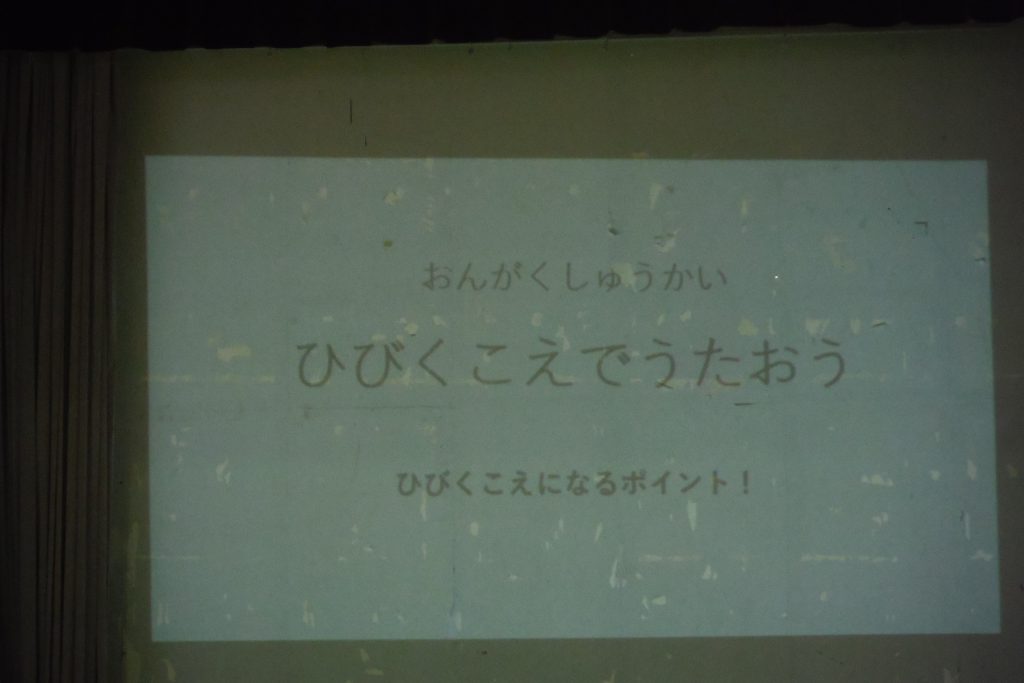 おんがくしゅうかい
ひびくこえでうたおう
ひびくこえになるポイント！